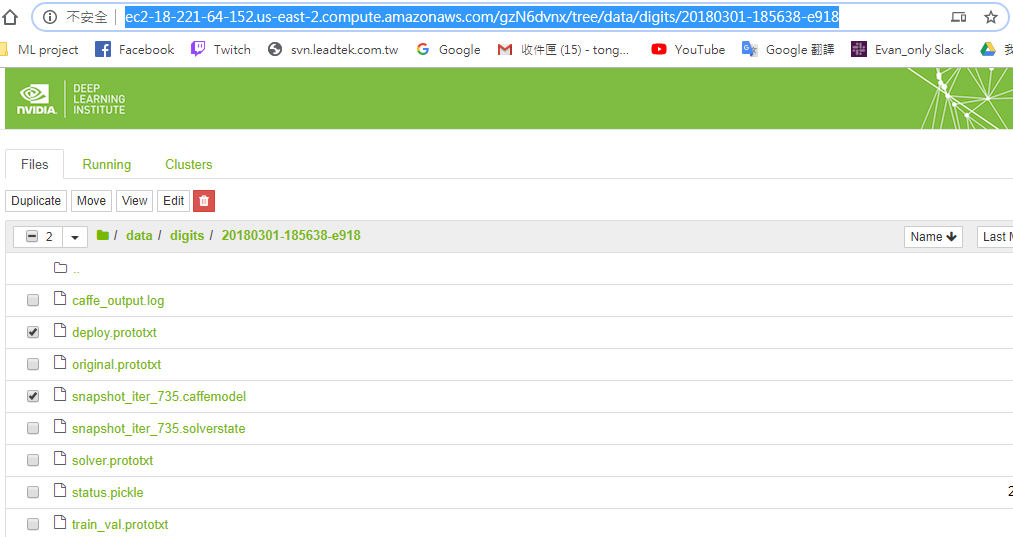 不安全 ec2-18-221-64-152.us-east-2.compute.amazonaws.com/gzN6dvnx/tree/data/digits/20180301-185638-e918
ML project Facebook Twitch svn.leadtek.com.tw Google 收件匣 (15) - tong... YouTube Google 翻譯 Evan_only Slack 我
NVIDIA. DEEP LEARNING INSTITUTE
Files Running Clusters
Duplicate Move View Edit
2 / data / digits / 20180301-185638-e918 Name Last M
..
caffe_output.log
deploy.prototxt
original.prototxt
snapshot_iter_735.caffemodel
snapshot_iter_735.solverstate
solver.prototxt
status.pickle 2
train_val.prototxt